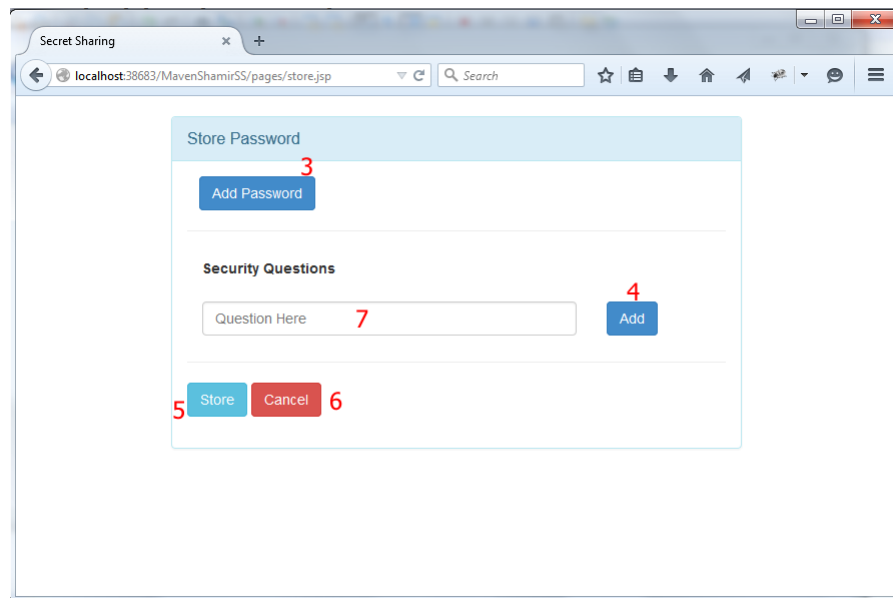 Secret Sharing
localhost:38683/MavenShamirSS/pages/store.jsp
Search
Store Password
3
Add Password
Security Questions
4
Question Here 7
Add
5 Store Cancel 6